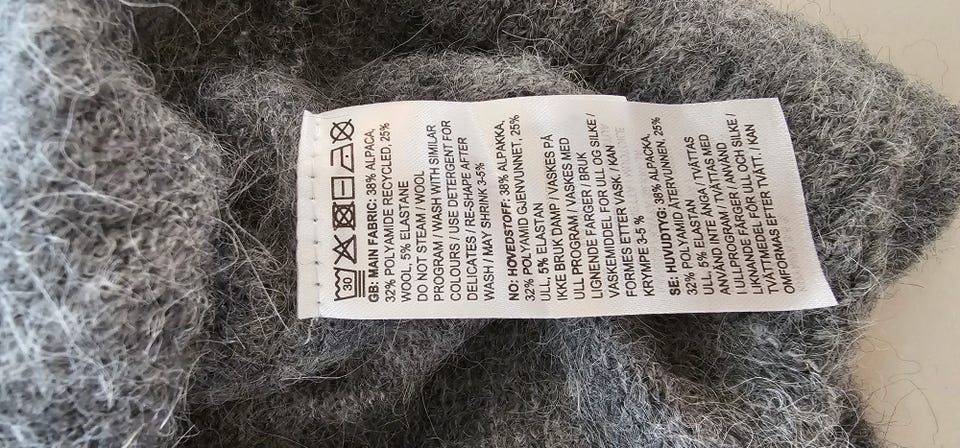 30
GB: MAIN FABRIC: 38% ALPACA,
32% POLYAMIDE RECYCLED, 25%
WOOL, 5% ELASTANE
DO NOT STEAM / WOOL
PROGRAM / WASH WITH SIMILAR
COLOURS / USE DETERGENT FOR
DELICATES / RE-SHAPE AFTER
WASH / MAY SHRINK 3-5%
NO: HOVEDSTOFF: 38% ALPAKKA,
32% POLYAMID GJENVUNNET, 25%
ULL, 5% ELASTAN
IKKE BRUK DAMP / VASKES PÅ
ULL PROGRAM / VASKES MED
LIGNENDE FARGER / BRUK
VASKEMIDDEL FOR ULL OG SILKE /
FORMES ETTER VASK. / KAN
KRYMPE 3-5 %
SE: HUVUDTYG: 38% ALPACKA,
32% POLYAMID ÅTERVUNNEN, 25%
ULL, 5% ELASTAN
ANVÄND INTE ÅNGA / TVÄTTAS
I ULLPROGRAM / TVÄTTAS MED
LIKNANDE FÄRGER / ANVÄND
TVÄTTMEDEL FÖR ULL OCH SILKE /
OMFORMAS EFTER TVÄTT. / KAN